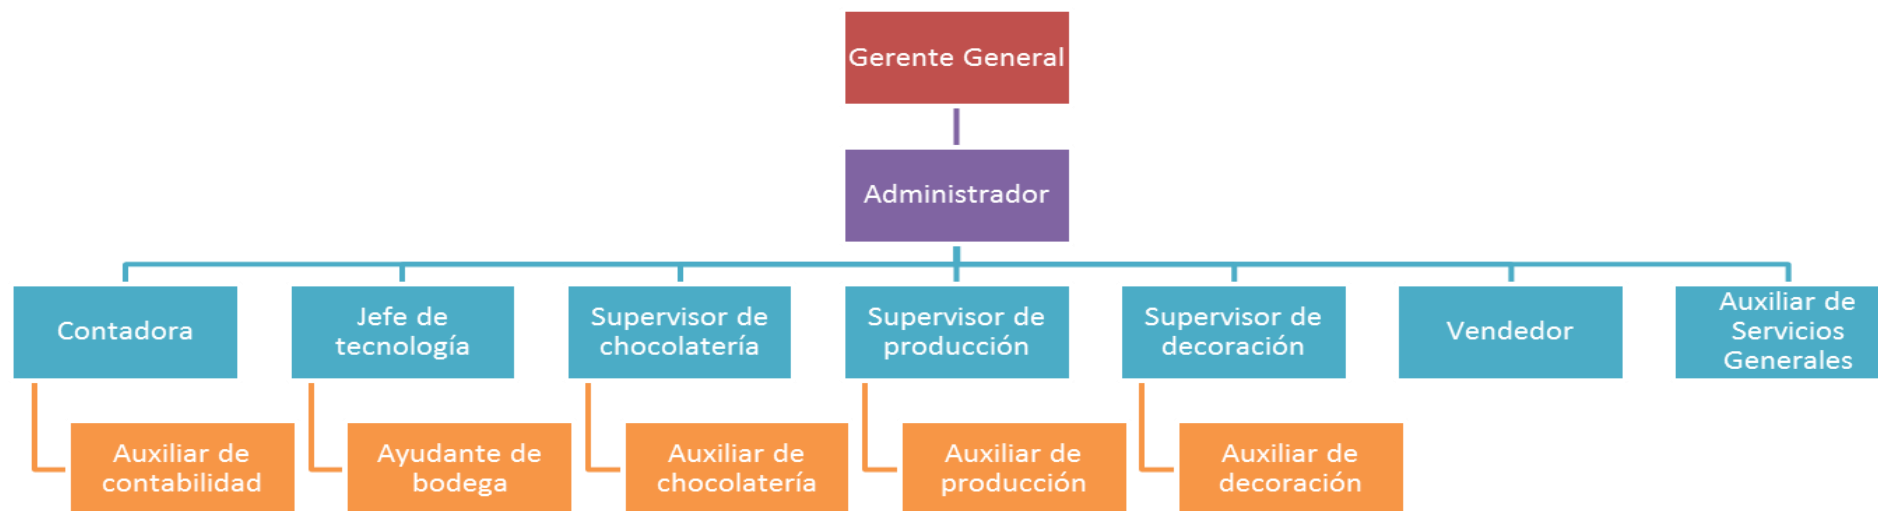 Gerente General
Administrador
Contadora
Jefe de
tecnología
Supervisor de
chocolatería
Supervisor de
producción
Supervisor de
decoración
Vendedor
Auxiliar de
Servicios
Generales
Auxiliar de
contabilidad
Ayudante de
bodega
Auxiliar de
chocolatería
Auxiliar de
producción
Auxiliar de
decoración